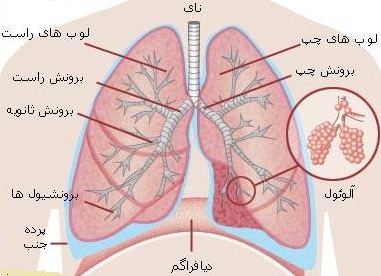 نای
لوب های راست
لوب های چپ
برونش راست
برونش چپ
برونش ثانویه
برونشیول ها
آلوئول
پرده
جنب
دیافراگم